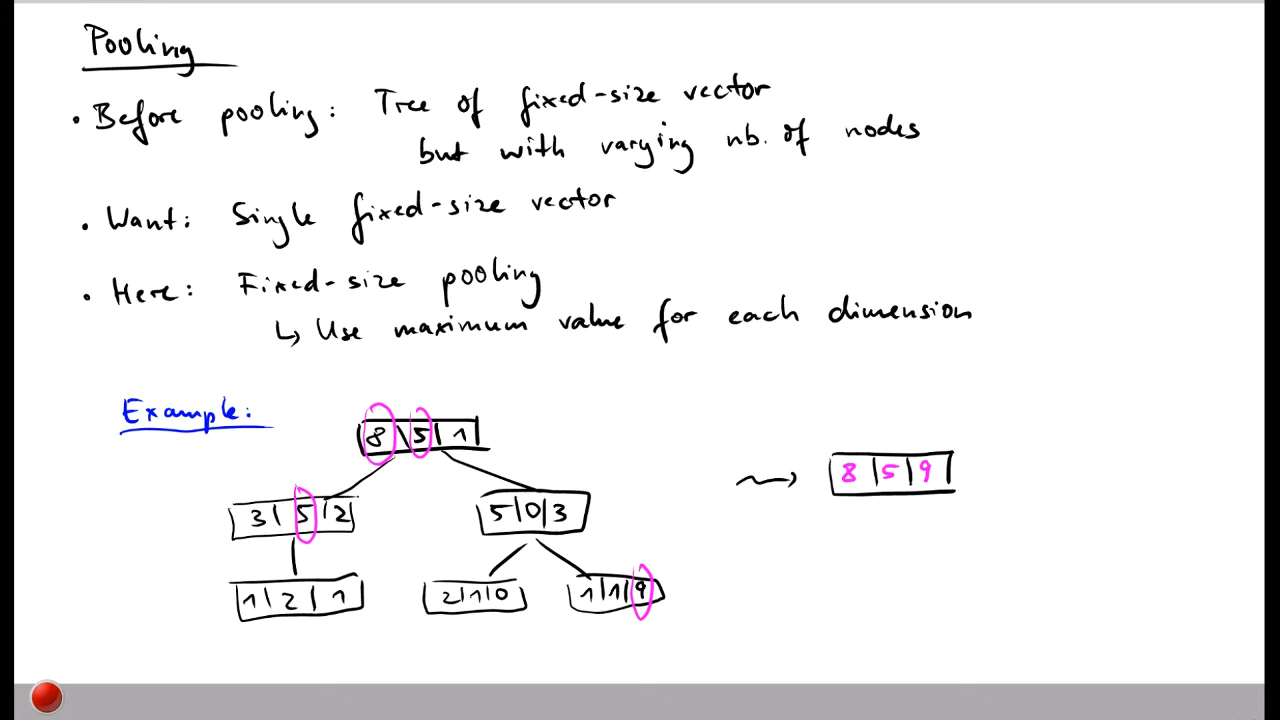 Pooling
• Before pooling: Tree of fixed-size vector
but with varying nb. of nodes
• Want: Single fixed-size vector
• Here: Fixed-size pooling
↳ Use maximum value for each dimension
Example:
8|5|1
8|5|9
3|5|2
5|0|3
1|2|1
2|1|0
1|1|9